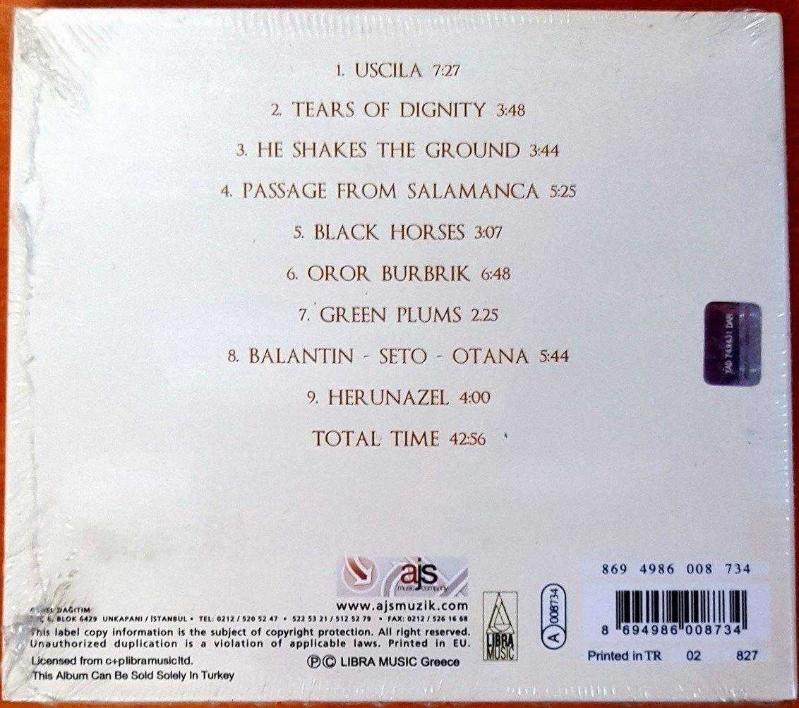 1. USCILA 7:27
2. TEARS OF DIGNITY 3:48
3. HE SHAKES THE GROUND 3:44
4. PASSAGE FROM SALAMANCA 5:25
5. BLACK HORSES 3:07
6. OROR BURBRIK 6:48
7. GREEN PLUMS 2.25
8. BALANTIN - SETO - OTANA 5:44
9. HERUNAZEL 4:00
TOTAL TIME 42:56
ajs
music company
www.ajsmuzik.com
DAĞITIM
6. BLOK 6429 UNKAPANI / İSTANBUL • TEL: 0212 / 520 52 47 • 522 53 21 / 512 52 79 • FAX: 0212 / 526 16 68
This label copy information is the subject of copyright protection. All right reserved.
Unauthorized duplication is a violation of applicable laws. Printed in EU.
Licensed from c+plibramusicltd.
This Album Can Be Sold Solely In Turkey
ⓅⒸ LIBRA MUSIC Greece
LIBRA
MUSIC
A 008734
869 4986 008 734
8 694986 008734
Printed in TR 02 827